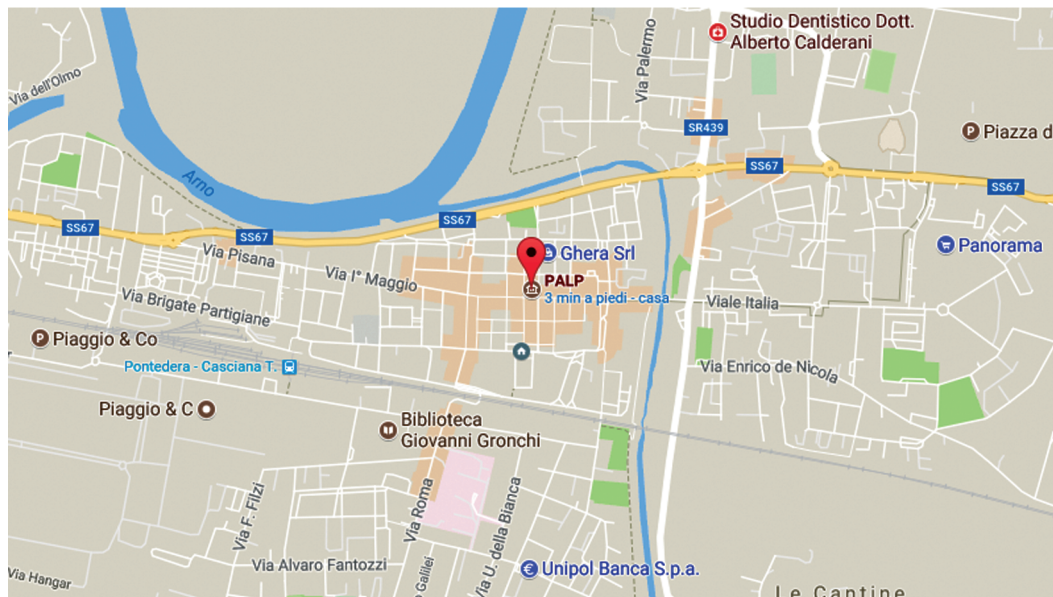 Studio Dentistico Dott.
Alberto Calderani
Via Palermo
Via dell'Olmo
SR439
Piazza d
SS67
Arno
SS67
SS67
SS67
SS67
Via Pisana
Ghera Srl
Panorama
Via I° Maggio
PALP
3 min a piedi - casa
Via Brigate Partigiane
Viale Italia
Piaggio & Co
Pontedera - Casciana T.
Via Enrico de Nicola
Piaggio & C
Biblioteca
Giovanni Gronchi
Via F. Filzi
Via Roma
Via U. della Bianca
Via Alvaro Fantozzi
Galilei
Unipol Banca S.p.a.
Via Hangar
Le Cantine